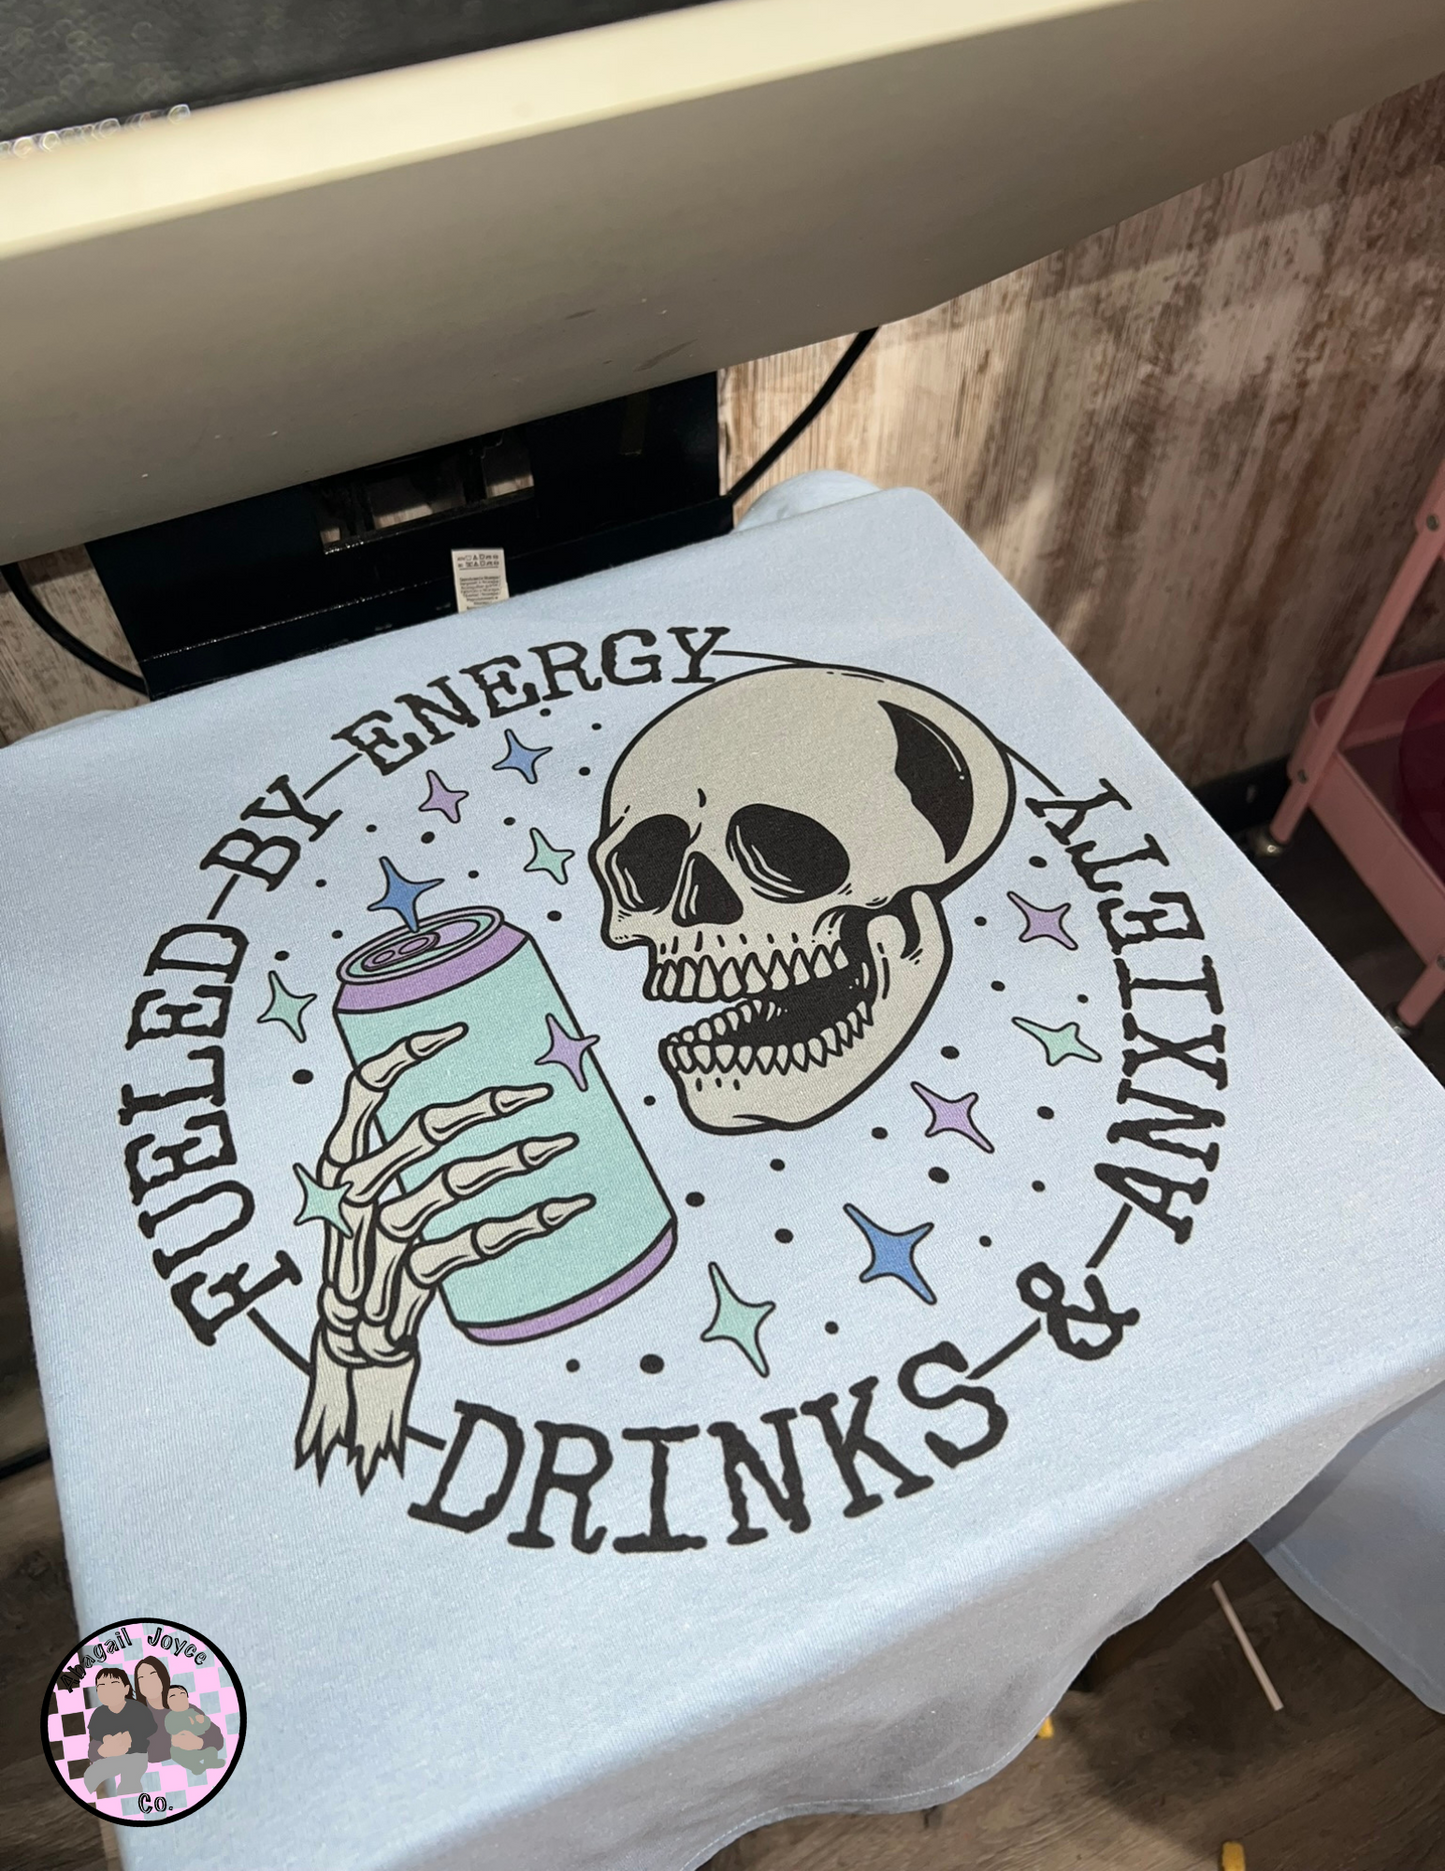 FUELED BY ENERGY
DRINKS & ANXIETY
Abagail Joyce
Co.